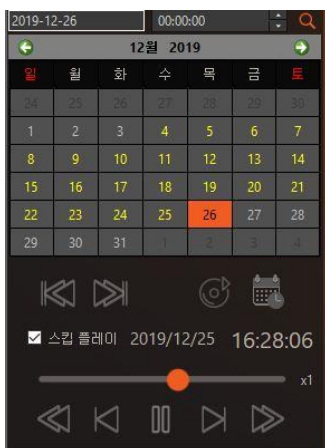 2019-12-26 00:00:00
12월 2019
일 월 화 수 목 금 토
24 25 26 27 28 29 30
1 2 3 4 5 6 7
8 9 10 11 12 13 14
15 16 17 18 19 20 21
22 23 24 25 26 27 28
29 30 31 1 2 3 4
스킵 플레이 2019/12/25 16:28:06
x1